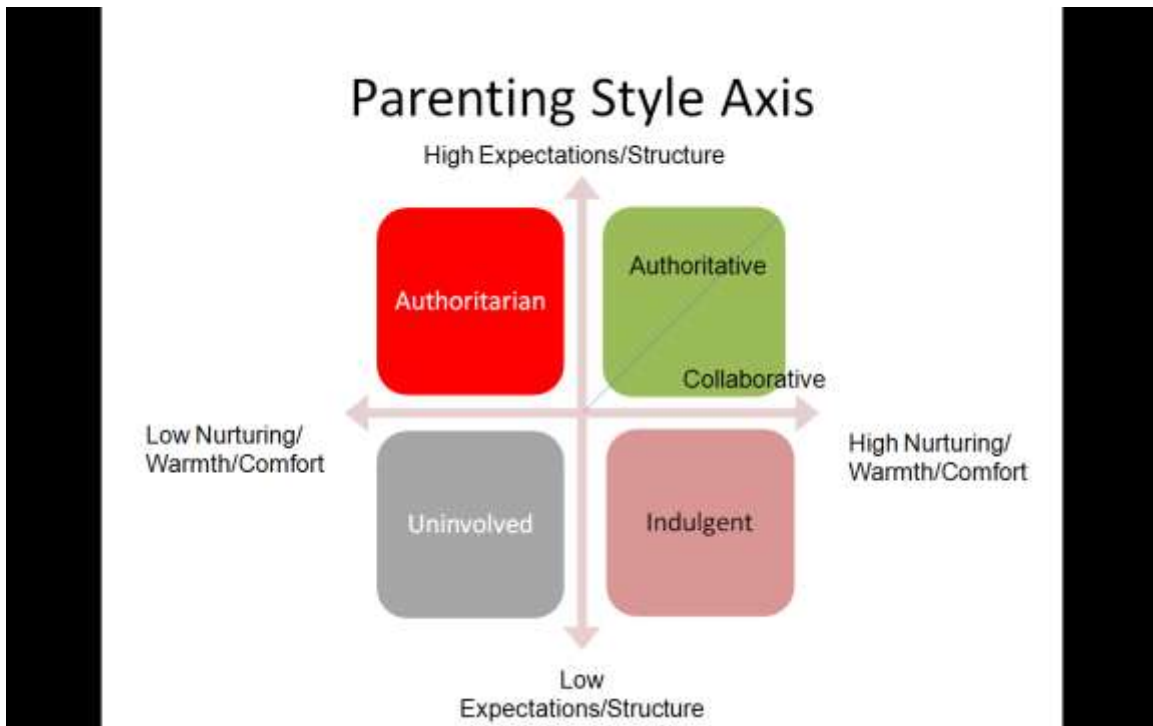 Parenting Style Axis
High Expectations/Structure
Authoritarian
Authoritative
Collaborative
Low Nurturing/
Warmth/Comfort
High Nurturing/
Warmth/Comfort
Uninvolved
Indulgent
Low
Expectations/Structure